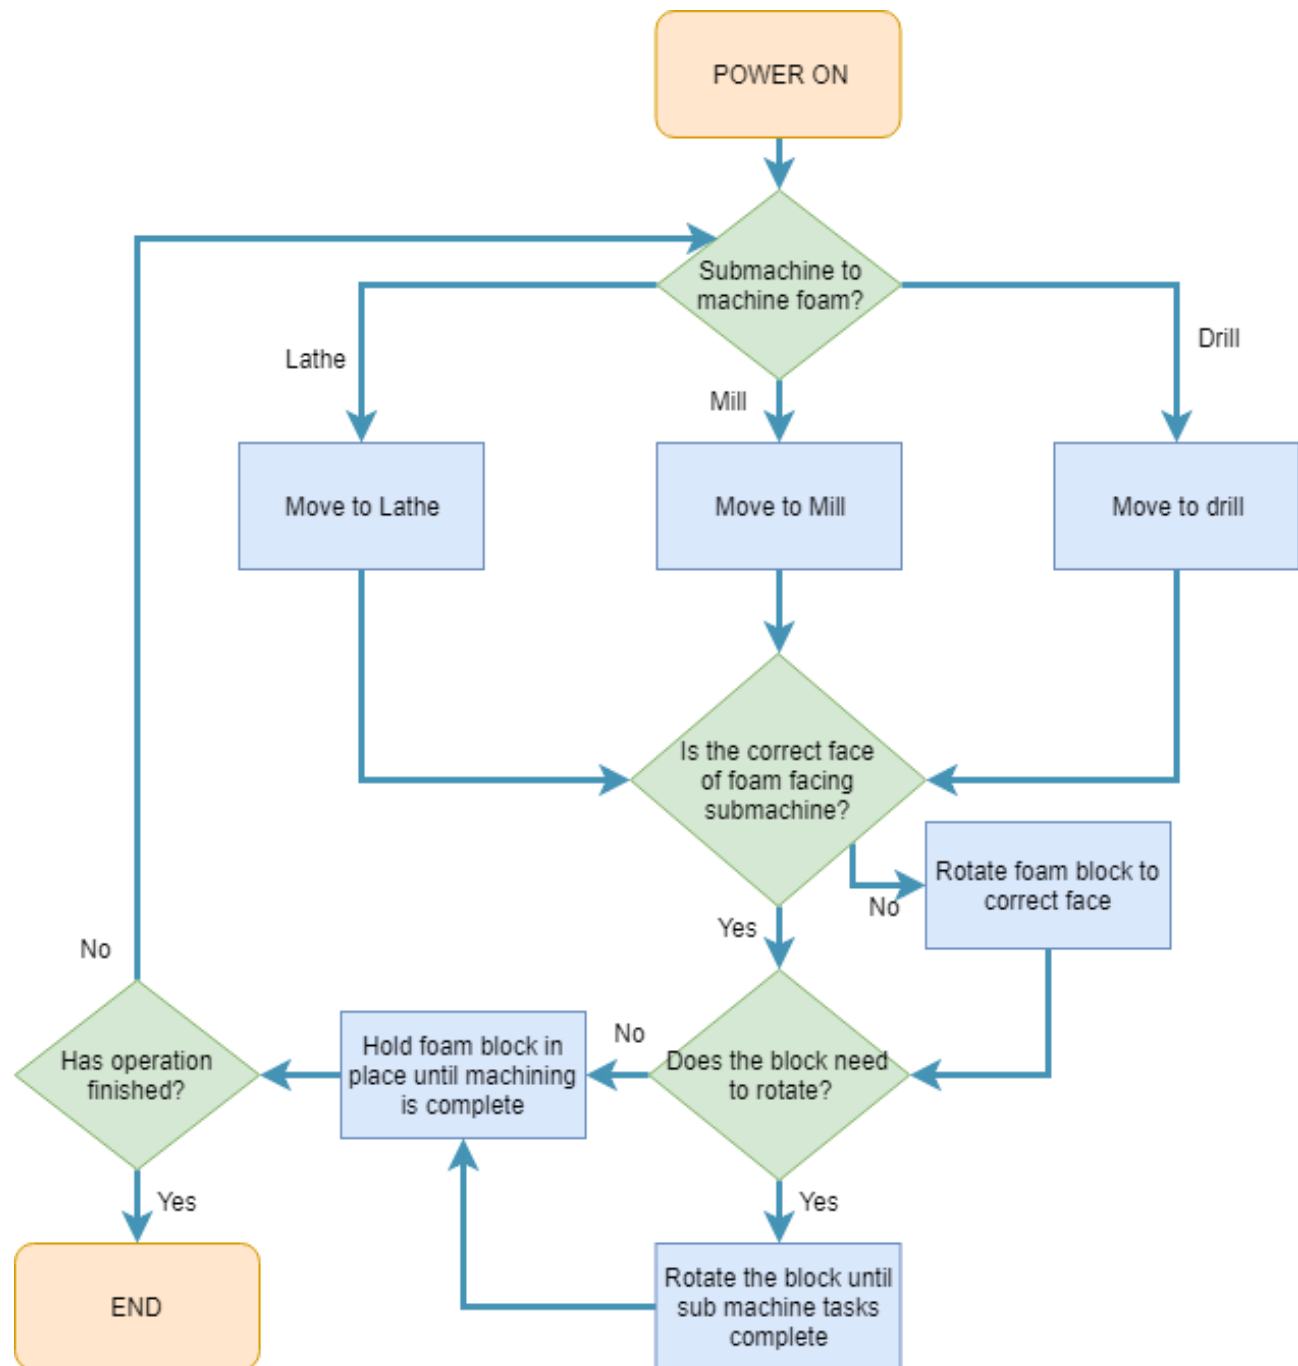 POWER ON
Submachine to
machine foam?
Lathe
Mill
Drill
Move to Lathe
Move to Mill
Move to drill
Is the correct face
of foam facing
submachine?
No
Rotate foam block to
correct face
Yes
No
Has operation
finished?
Hold foam block in
place until machining
is complete
No
Does the block need
to rotate?
Yes
Yes
END
Rotate the block until
sub machine tasks
complete